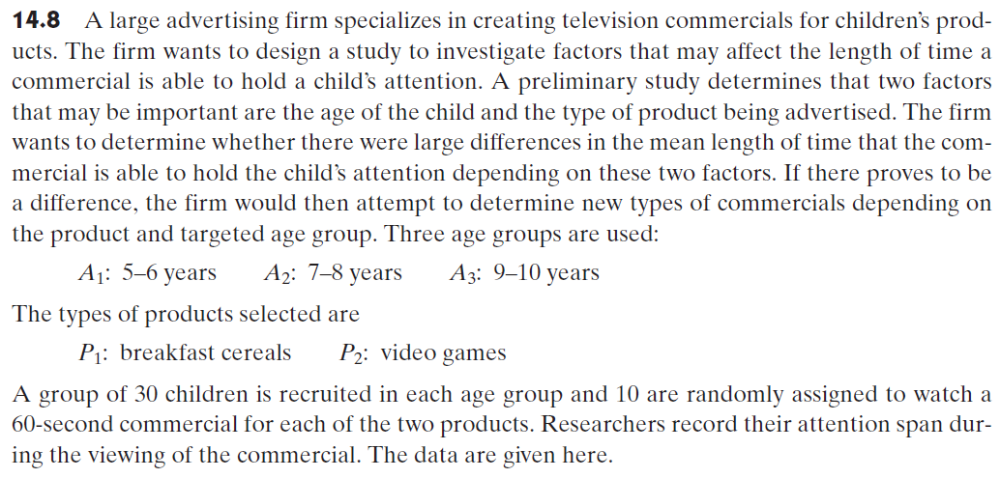 14.8 A large advertising firm specializes in creating television commercials for children's prod-
ucts. The firm wants to design a study to investigate factors that may affect the length of time a
commercial is able to hold a child's attention. A preliminary study determines that two factors
that may be important are the age of the child and the type of product being advertised. The firm
wants to determine whether there were large differences in the mean length of time that the com-
mercial is able to hold the child's attention depending on these two factors. If there proves to be
a difference, the firm would then attempt to determine new types of commercials depending on
the product and targeted age group. Three age groups are used:
A₁: 5–6 years A₂: 7–8 years A₃: 9–10 years
The types of products selected are
P₁: breakfast cereals P₂: video games
A group of 30 children is recruited in each age group and 10 are randomly assigned to watch a
60-second commercial for each of the two products. Researchers record their attention span dur-
ing the viewing of the commercial. The data are given here.